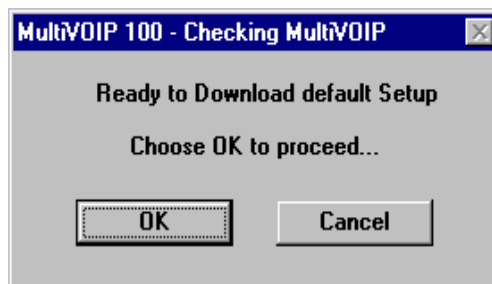 MultiVOIP 100 - Checking MultiVOIP
Ready to Download default Setup
Choose OK to proceed...
OK
Cancel